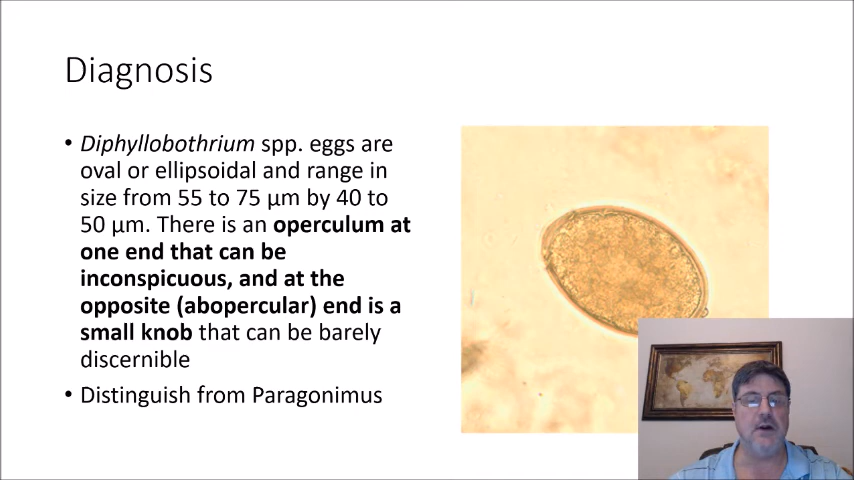 Diagnosis
• Diphyllobothrium spp. eggs are
oval or ellipsoidal and range in
size from 55 to 75 μm by 40 to
50 μm. There is an operculum at
one end that can be
inconspicuous, and at the
opposite (abopercular) end is a
small knob that can be barely
discernible
• Distinguish from Paragonimus